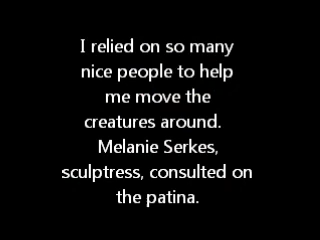 I relied on so many
nice people to help
me move the
creatures around.
Melanie Serkes,
sculptress, consulted on
the patina.